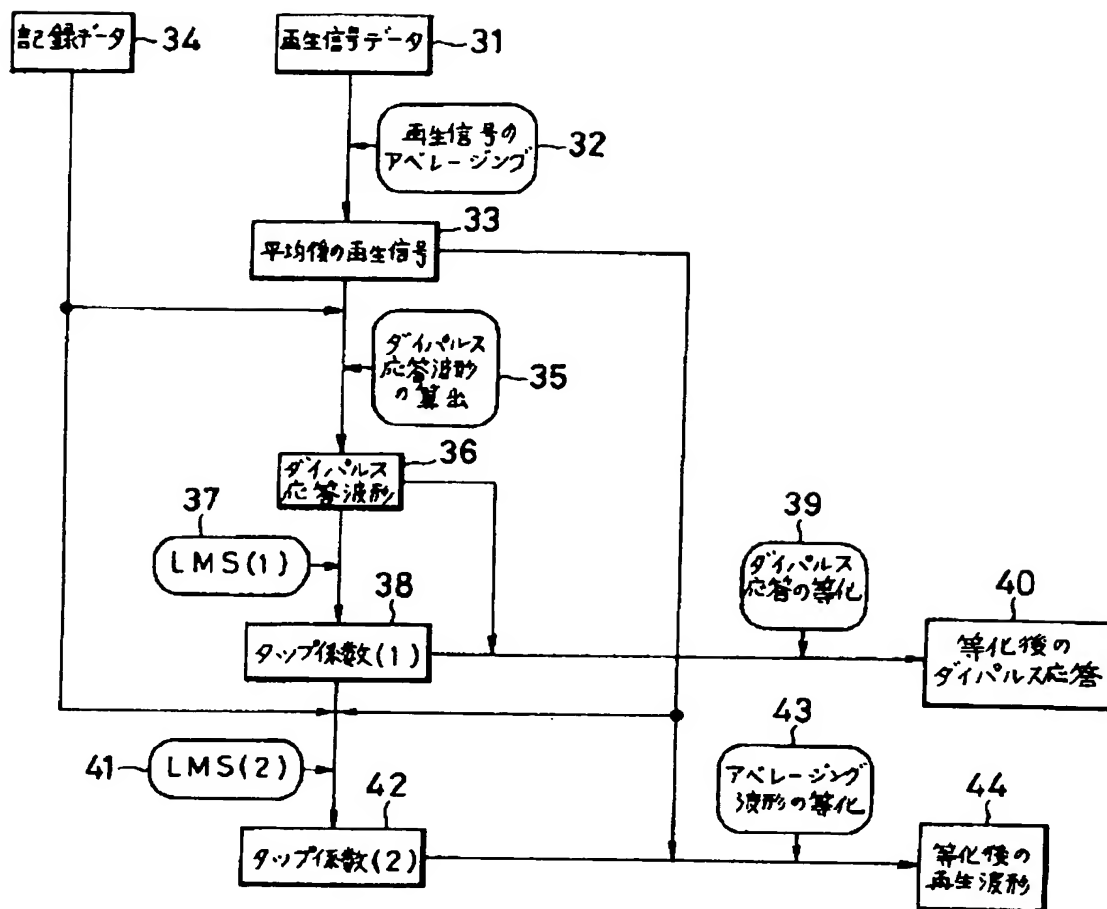 記録データ 34
再生信号データ 31
再生信号の
アベレージング
32
33
平均後の再生信号
ダイパルス
応答波形
の算出
35
36
ダイパルス
応答波形
37
LMS(1)
38
タップ係数(1)
39
ダイパルス
応答の等化
40
等化後の
ダイパルス応答
41 LMS(2)
42
タップ係数(2)
43
アベレージング
波形の等化
44
等化後の
再生波形